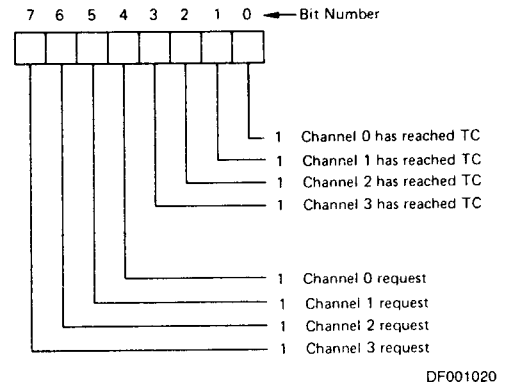 7 6 5 4 3 2 1 0 Bit Number
1 Channel 0 has reached TC
1 Channel 1 has reached TC
1 Channel 2 has reached TC
1 Channel 3 has reached TC
1 Channel 0 request
1 Channel 1 request
1 Channel 2 request
1 Channel 3 request
DF001020